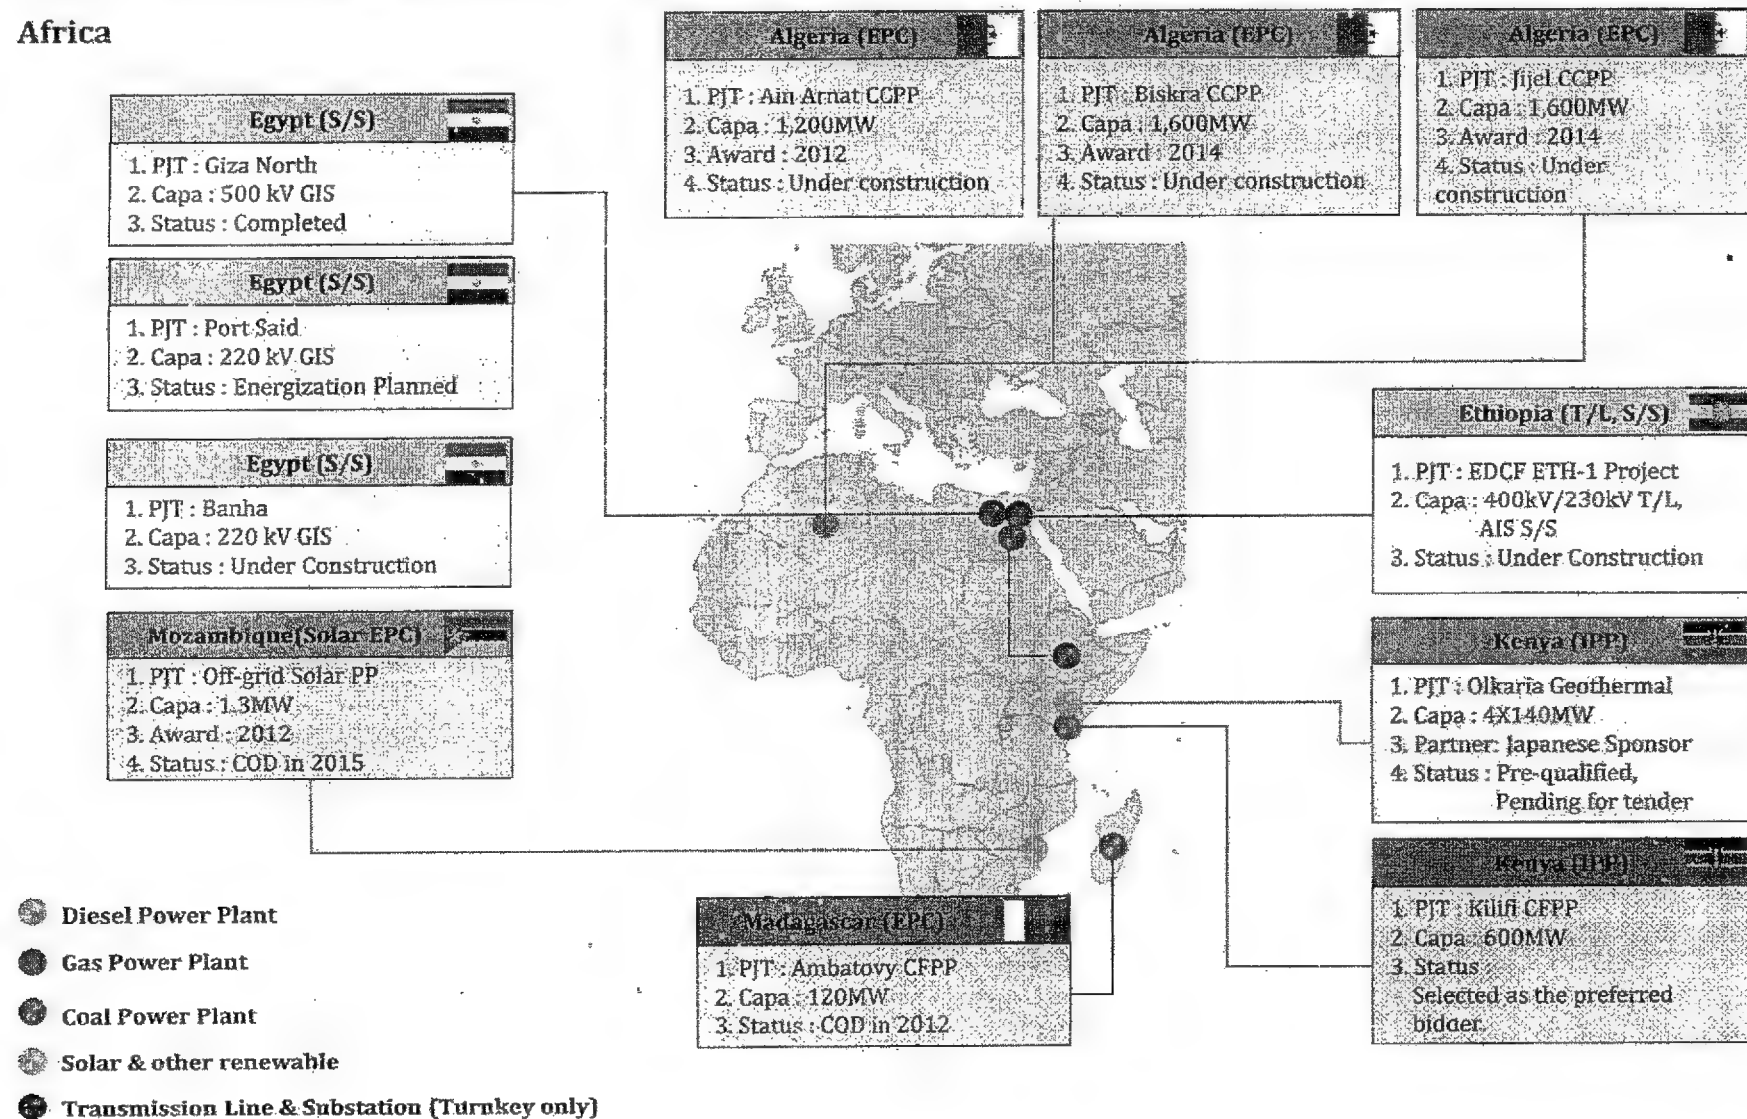 Africa
Egypt (S/S)
1. PJT : Giza North
2. Capa : 500 kV GIS
3. Status : Completed
Egypt (S/S)
1. PJT : Port Said
2. Capa : 220 kV GIS
3. Status : Energization Planned
Egypt (S/S)
1. PJT : Banha
2. Capa : 220 kV GIS
3. Status : Under Construction
Mozambique(Solar EPC)
1. PJT : Off-grid Solar PP
2. Capa : 1.3MW
3. Award : 2012
4. Status : COD in 2015
Algeria (EPC)
1. PJT : Ain Arnat CCPP
2. Capa : 1,200MW
3. Award : 2012
4. Status : Under construction
Algeria (EPC)
1. PJT : Biskra CCPP
2. Capa : 1,600MW
3. Award : 2014
4. Status : Under construction
Algeria (EPC)
1. PJT : Jijel CCPP
2. Capa : 1,600MW
3. Award : 2014
4. Status : Under
construction
Ethiopia (T/L, S/S)
1. PJT : EDCF ETH-1 Project
2. Capa : 400kV/230kV T/L,
AIS S/S
3. Status : Under Construction
Kenya (IPP)
1. PJT : Olkaria Geothermal
2. Capa : 4X140MW
3. Partner: Japanese Sponsor
4. Status : Pre-qualified,
Pending for tender
Kenya (IPP)
1. PJT : Kilifi CFPP
2. Capa : 600MW
3. Status :
Selected as the preferred
bidder.
Madagascar (EPC)
1. PJT : Ambatovy CFPP
2. Capa : 120MW
3. Status : COD in 2012
Diesel Power Plant
Gas Power Plant
Coal Power Plant
Solar & other renewable
Transmission Line & Substation (Turnkey only)